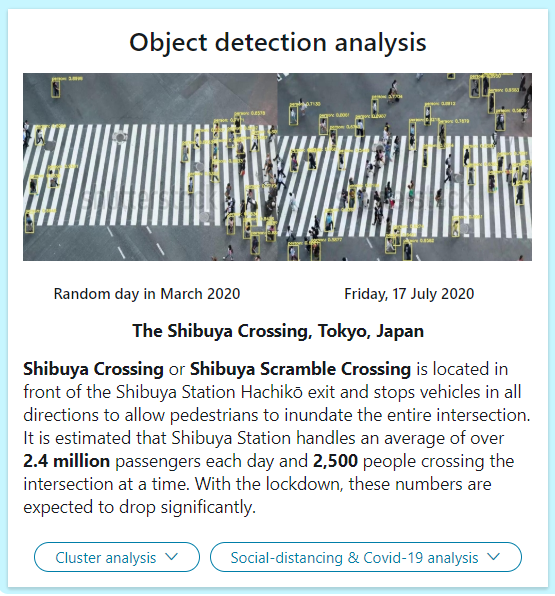 Object detection analysis
Random day in March 2020
Friday, 17 July 2020
The Shibuya Crossing, Tokyo, Japan
Shibuya Crossing or Shibuya Scramble Crossing is located in
front of the Shibuya Station Hachikō exit and stops vehicles in all
directions to allow pedestrians to inundate the entire intersection.
It is estimated that Shibuya Station handles an average of over
2.4 million passengers each day and 2,500 people crossing the
intersection at a time. With the lockdown, these numbers are
expected to drop significantly.
Cluster analysis
Social-distancing & Covid-19 analysis